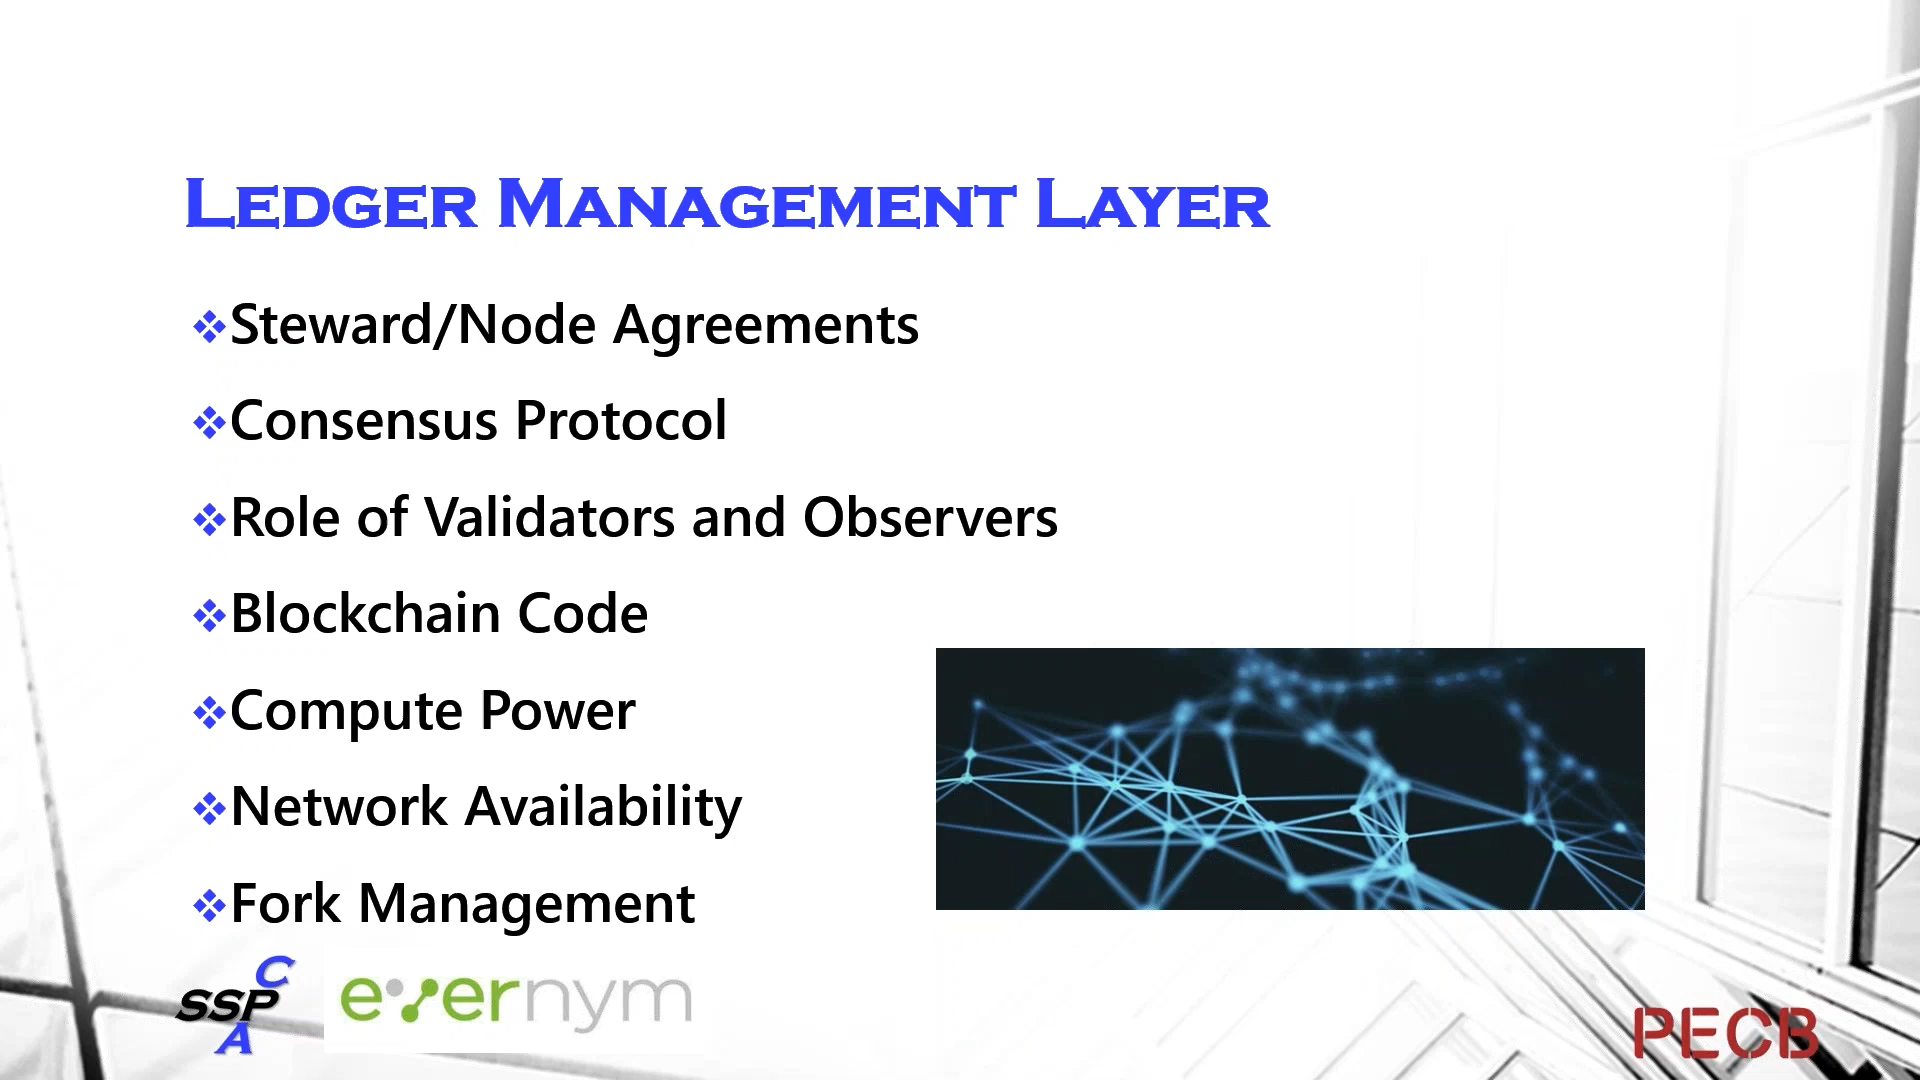 Ledger Management Layer
Steward/Node Agreements
Consensus Protocol
Role of Validators and Observers
Blockchain Code
Compute Power
Network Availability
Fork Management
C
SSP
A
evernym
PECB